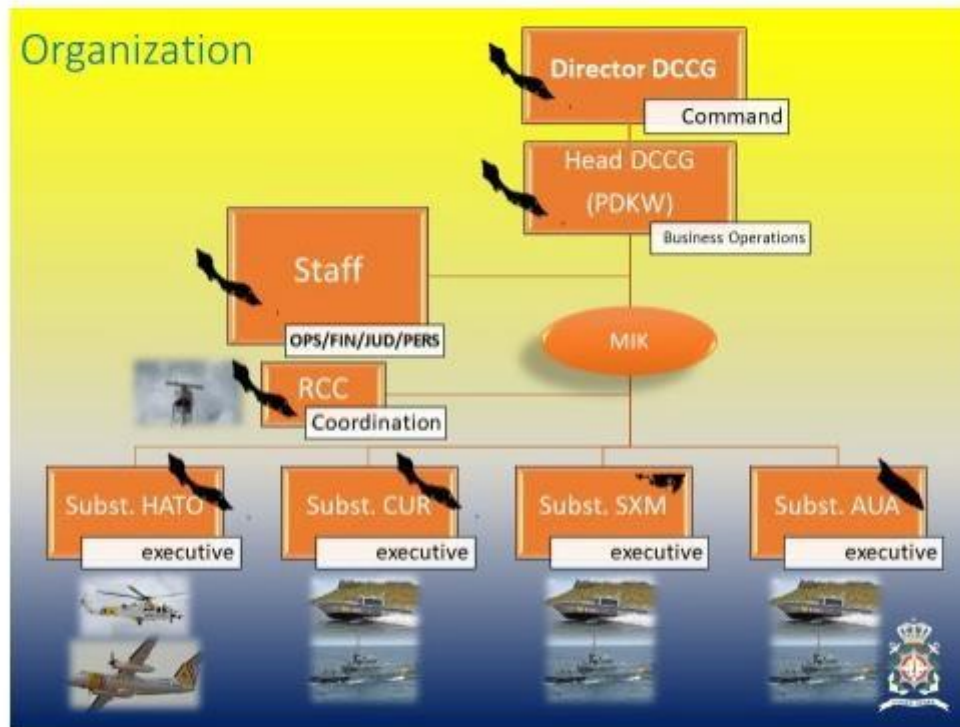 Organization
Director DCCG
Command
Head DCCG
(PDKW)
Business Operations
Staff
OPS/FIN/JUD/PERS
MIK
RCC
Coordination
Subst. HATO
executive
Subst. CUR
executive
Subst. SXM
executive
Subst. AUA
executive